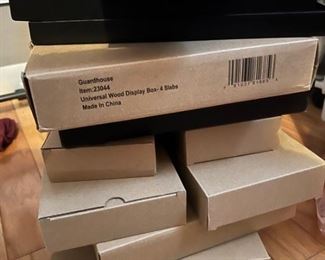 Guardhouse
Item:23044
Universal Wood Display Box- 4 Slabs
Made In China